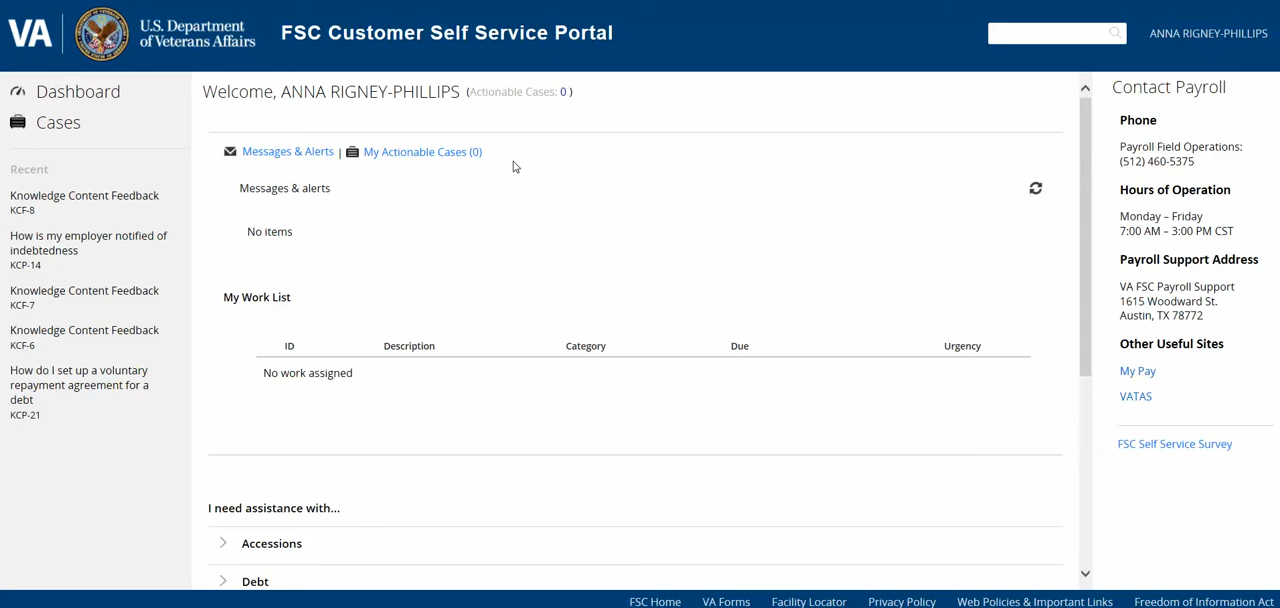 VA
U.S. Department
of Veterans Affairs
FSC Customer Self Service Portal
ANNA RIGNEY-PHILLIPS
Dashboard
Cases
Recent
Knowledge Content Feedback
KCF-8
How is my employer notified of
indebtedness
KCP-14
Knowledge Content Feedback
KCF-7
Knowledge Content Feedback
KCF-6
How do I set up a voluntary
repayment agreement for a
debt
KCP-21
Welcome, ANNA RIGNEY-PHILLIPS (Actionable Cases: 0 )
Messages & Alerts | My Actionable Cases (0)
Messages & alerts
No items
My Work List
ID Description Category Due Urgency
No work assigned
I need assistance with...
Accessions
Debt
Contact Payroll
Phone
Payroll Field Operations:
(512) 460-5375
Hours of Operation
Monday – Friday
7:00 AM – 3:00 PM CST
Payroll Support Address
VA FSC Payroll Support
1615 Woodward St.
Austin, TX 78772
Other Useful Sites
My Pay
VATAS
FSC Self Service Survey
FSC Home VA Forms Facility Locator Privacy Policy Web Policies & Important Links Freedom of Information Act